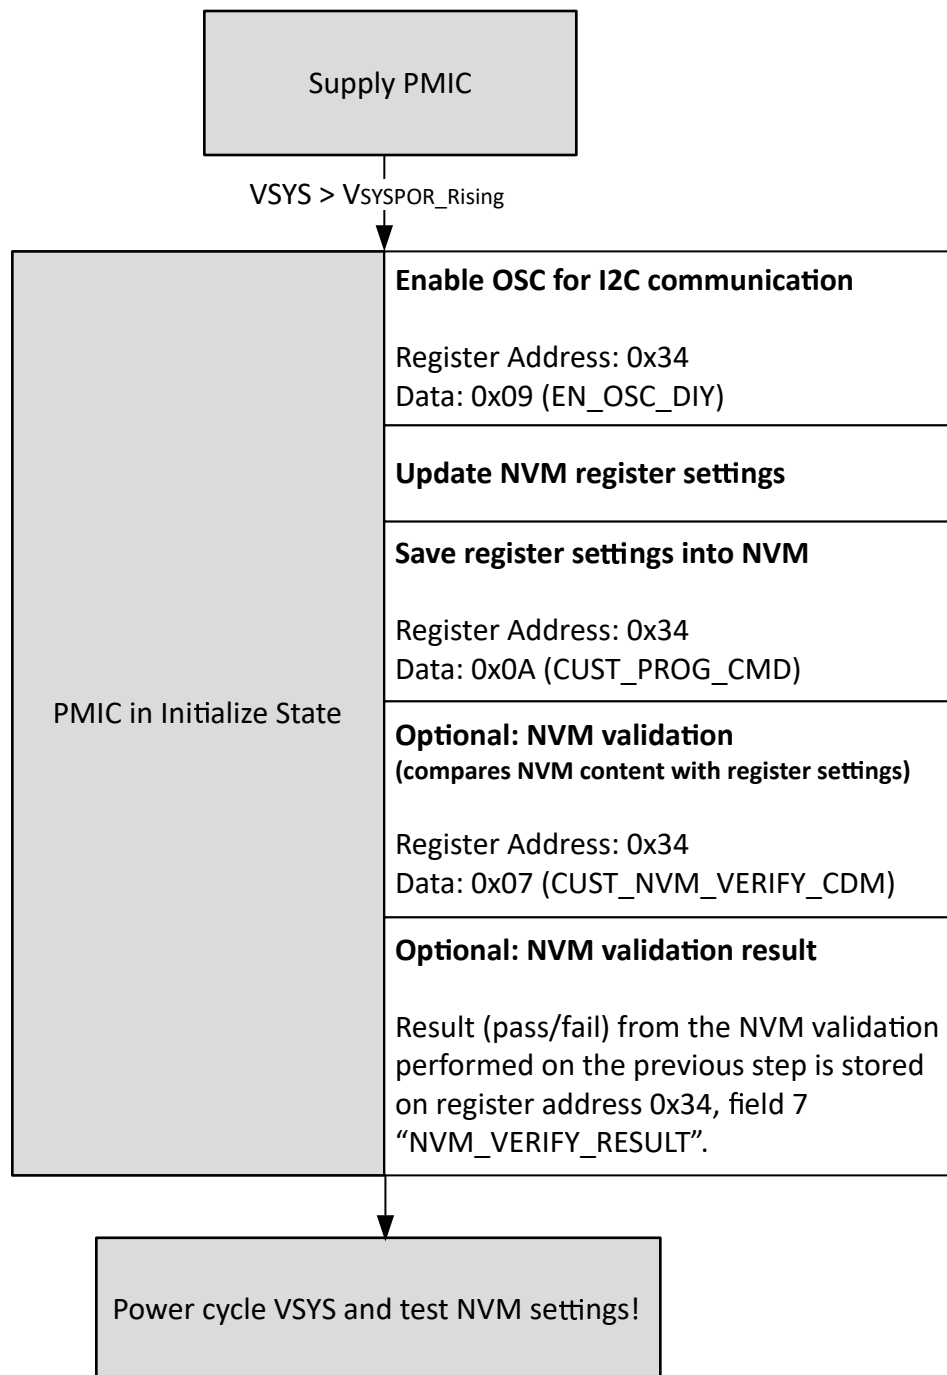 Supply PMIC
VSYS > VSYSPOR_Rising
PMIC in Initialize State
Enable OSC for I2C communication
Register Address: 0x34
Data: 0x09 (EN_OSC_DIY)
Update NVM register settings
Save register settings into NVM
Register Address: 0x34
Data: 0x0A (CUST_PROG_CMD)
Optional: NVM validation
(compares NVM content with register settings)
Register Address: 0x34
Data: 0x07 (CUST_NVM_VERIFY_CDM)
Optional: NVM validation result
Result (pass/fail) from the NVM validation
performed on the previous step is stored
on register address 0x34, field 7
“NVM_VERIFY_RESULT”.
Power cycle VSYS and test NVM settings!